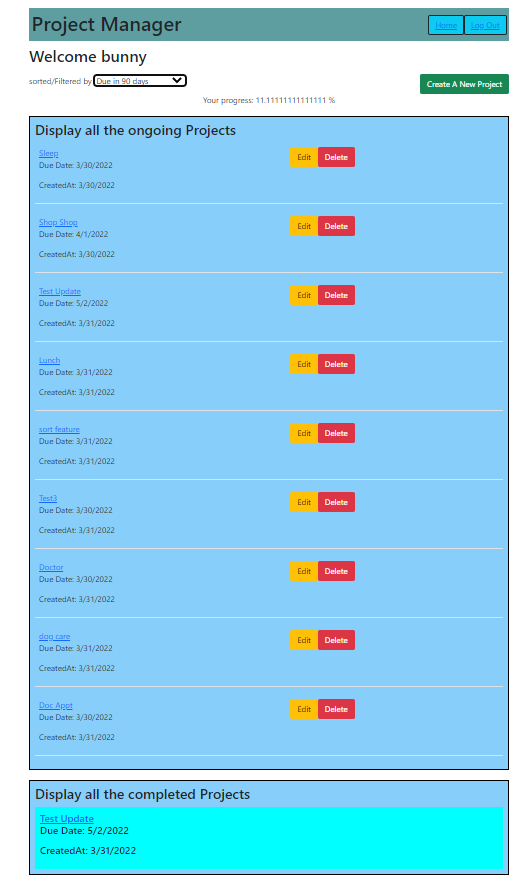 Project Manager
Home Log Out
Welcome bunny
sorted/Filtered by Due in 90 days
Create A New Project
Your progress: 11.11111111111111 %
Display all the ongoing Projects
Sleep
Edit Delete
Due Date: 3/30/2022
CreatedAt: 3/30/2022
Shop Shop
Edit Delete
Due Date: 4/1/2022
CreatedAt: 3/30/2022
Test Update
Edit Delete
Due Date: 5/2/2022
CreatedAt: 3/31/2022
Lunch
Edit Delete
Due Date: 3/31/2022
CreatedAt: 3/31/2022
sort feature
Edit Delete
Due Date: 3/31/2022
CreatedAt: 3/31/2022
Test3
Edit Delete
Due Date: 3/30/2022
CreatedAt: 3/31/2022
Doctor
Edit Delete
Due Date: 3/30/2022
CreatedAt: 3/31/2022
dog care
Edit Delete
Due Date: 3/31/2022
CreatedAt: 3/31/2022
Doc Appt
Edit Delete
Due Date: 3/30/2022
CreatedAt: 3/31/2022
Display all the completed Projects
Test Update
Due Date: 5/2/2022
CreatedAt: 3/31/2022